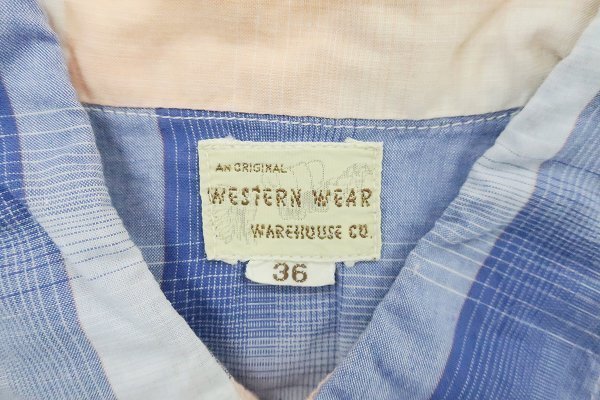 AN ORIGINAL
WESTERN WEAR
WAREHOUSE CO.
36